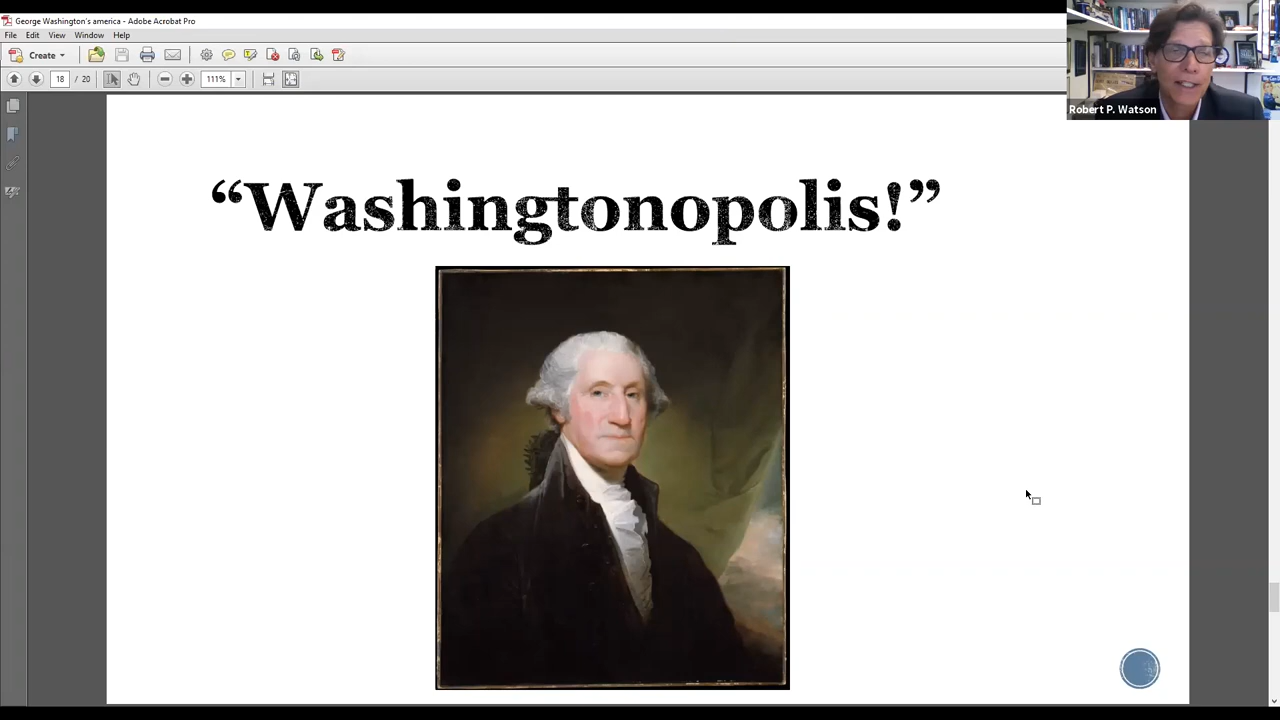 George Washington's america - Adobe Acrobat Pro
File Edit View Window Help
Create
18 / 20
111%
Robert P. Watson
“Washingtonopolis!”